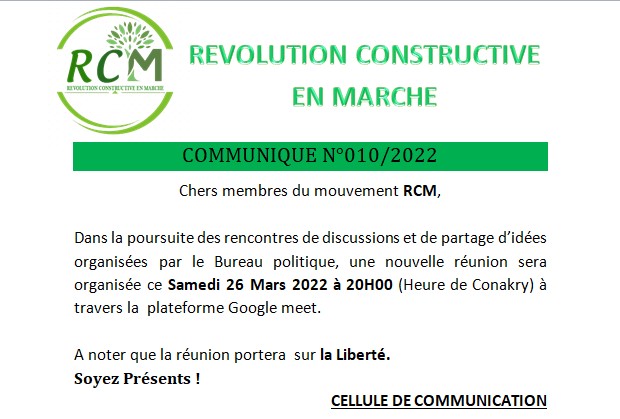 RCM
REVOLUTION CONSTRUCTIVE EN MARCHE
REVOLUTION CONSTRUCTIVE
EN MARCHE
COMMUNIQUE N°010/2022
Chers membres du mouvement RCM,
Dans la poursuite des rencontres de discussions et de partage d’idées
organisées par le Bureau politique, une nouvelle réunion sera
organisée ce Samedi 26 Mars 2022 à 20H00 (Heure de Conakry) à
travers la plateforme Google meet.
A noter que la réunion portera sur la Liberté.
Soyez Présents !
CELLULE DE COMMUNICATION